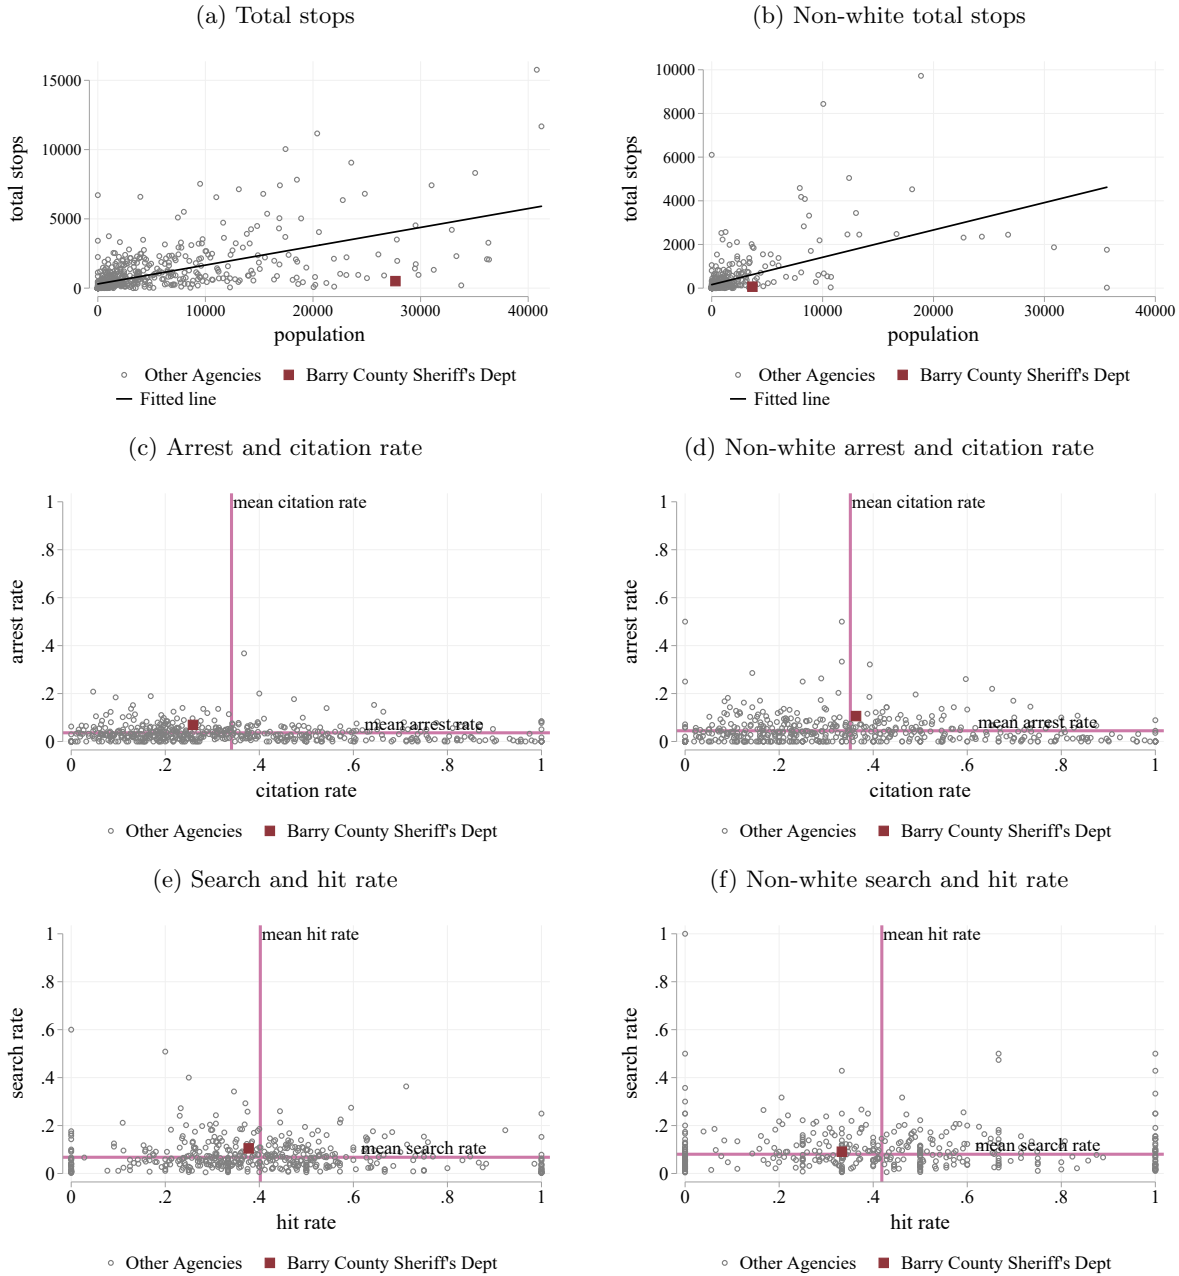 (a) Total stops
total stops
15000
10000
5000
0
0 10000 20000 30000 40000
population
Other Agencies Barry County Sheriff's Dept
Fitted line
(b) Non-white total stops
total stops
10000
8000
6000
4000
2000
0
0 10000 20000 30000 40000
population
Other Agencies Barry County Sheriff's Dept
Fitted line
(c) Arrest and citation rate
mean citation rate
arrest rate
1
.8
.6
.4
.2
0
mean arrest rate
0 .2 .4 .6 .8 1
citation rate
Other Agencies Barry County Sheriff's Dept
(d) Non-white arrest and citation rate
mean citation rate
arrest rate
1
.8
.6
.4
.2
0
mean arrest rate
0 .2 .4 .6 .8 1
citation rate
Other Agencies Barry County Sheriff's Dept
(e) Search and hit rate
mean hit rate
search rate
1
.8
.6
.4
.2
0
mean search rate
0 .2 .4 .6 .8 1
hit rate
Other Agencies Barry County Sheriff's Dept
(f) Non-white search and hit rate
mean hit rate
search rate
1
.8
.6
.4
.2
0
mean search rate
0 .2 .4 .6 .8 1
hit rate
Other Agencies Barry County Sheriff's Dept